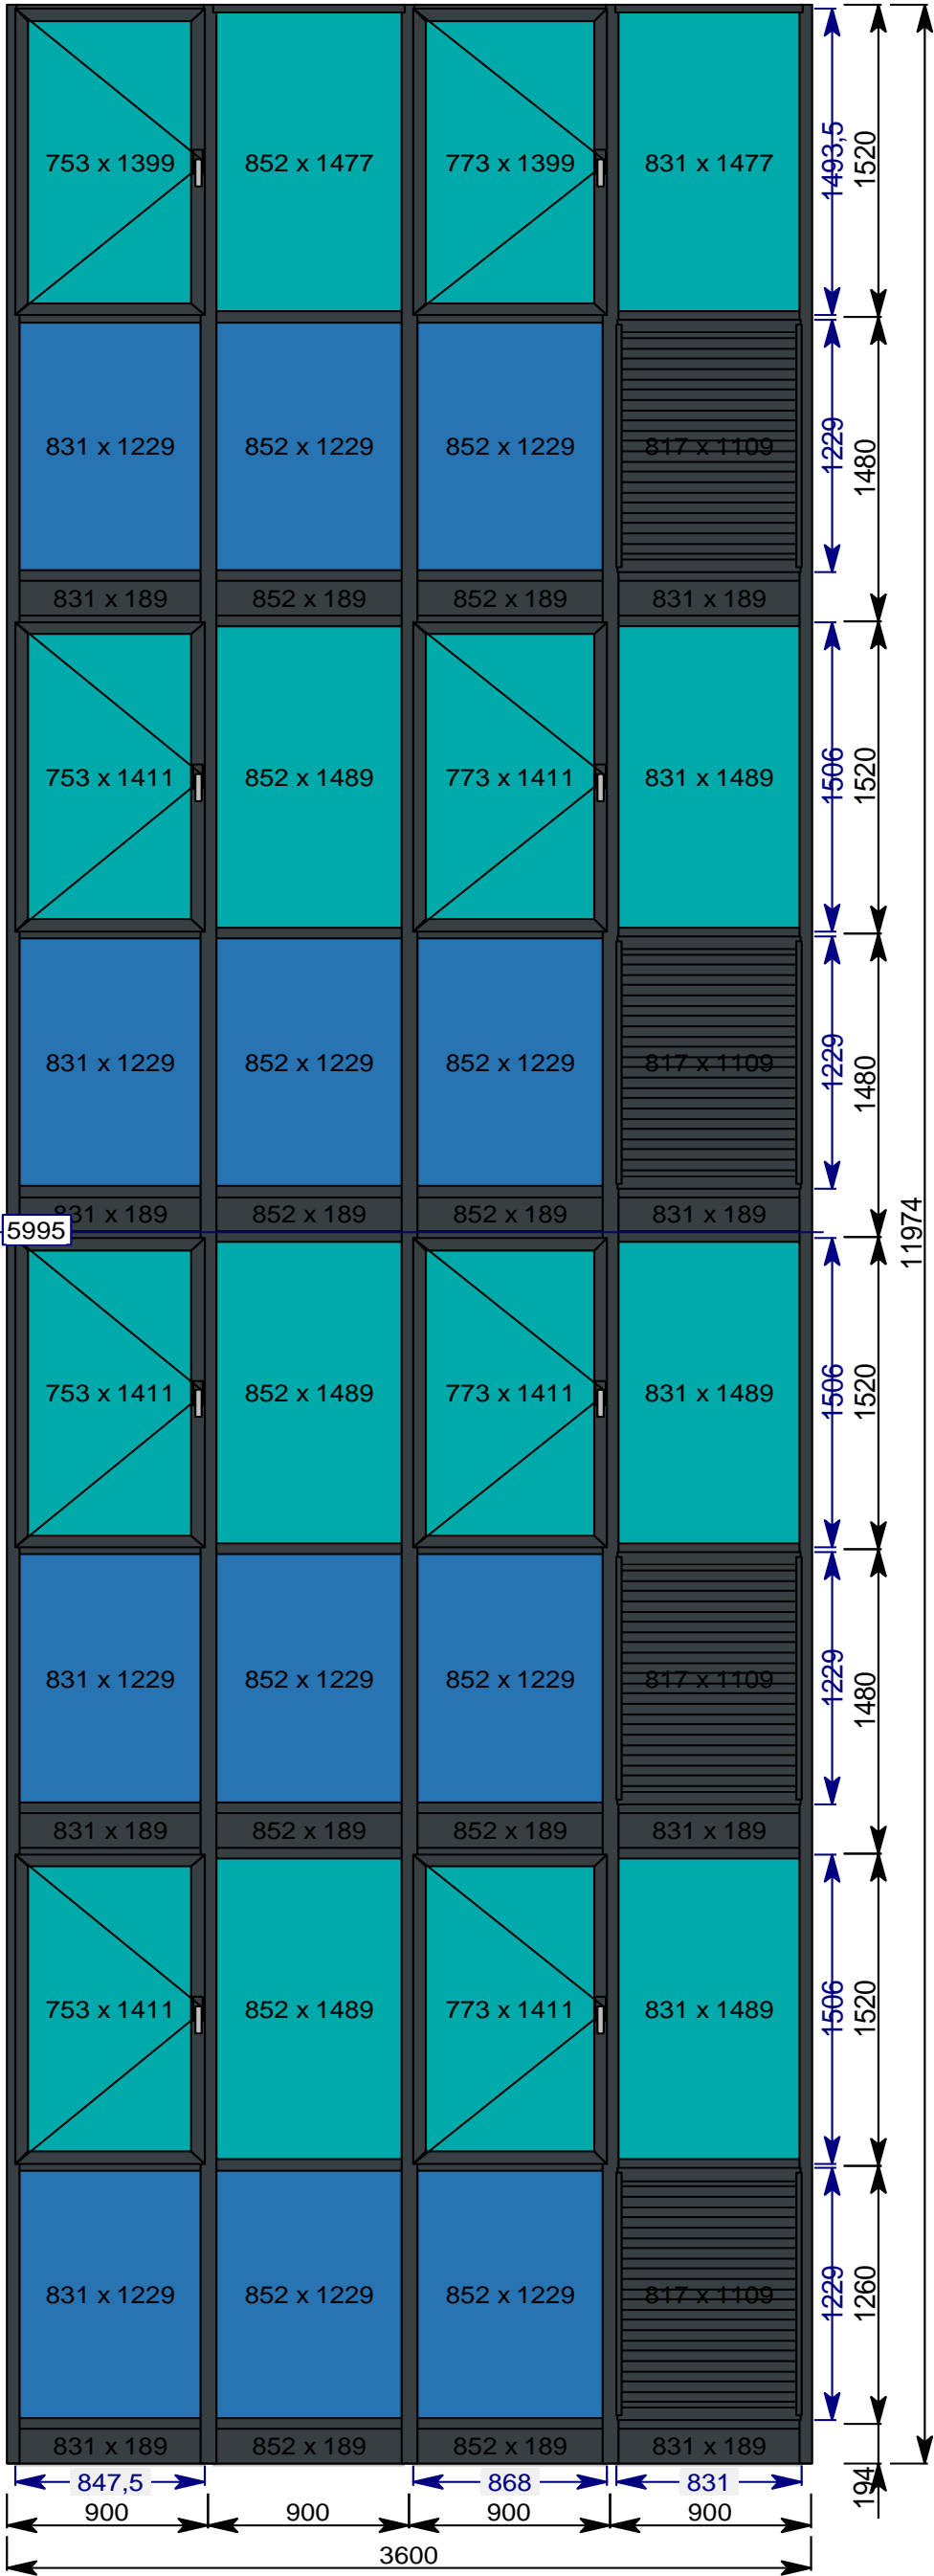 753 x 1399 852 x 1477 773 x 1399 831 x 1477 1493,5 1520
831 x 1229 852 x 1229 852 x 1229 817 x 1109 1229 1480
831 x 189 852 x 189 852 x 189 831 x 189
753 x 1411 852 x 1489 773 x 1411 831 x 1489 1506 1520
831 x 1229 852 x 1229 852 x 1229 817 x 1109 1229 1480
831 x 189 852 x 189 852 x 189 831 x 189
5995 11974
753 x 1411 852 x 1489 773 x 1411 831 x 1489 1506 1520
831 x 1229 852 x 1229 852 x 1229 817 x 1109 1229 1480
831 x 189 852 x 189 852 x 189 831 x 189
753 x 1411 852 x 1489 773 x 1411 831 x 1489 1506 1520
831 x 1229 852 x 1229 852 x 1229 817 x 1109 1229 1260
831 x 189 852 x 189 852 x 189 831 x 189
847,5 868 831 194
900 900 900 900
3600